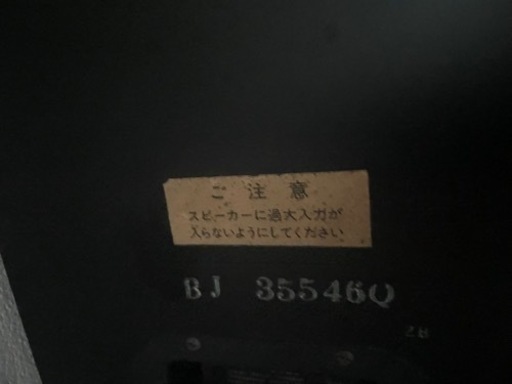 ご注意
スピーカーに過大入力が
入らないようにしてください
BJ 35546Q